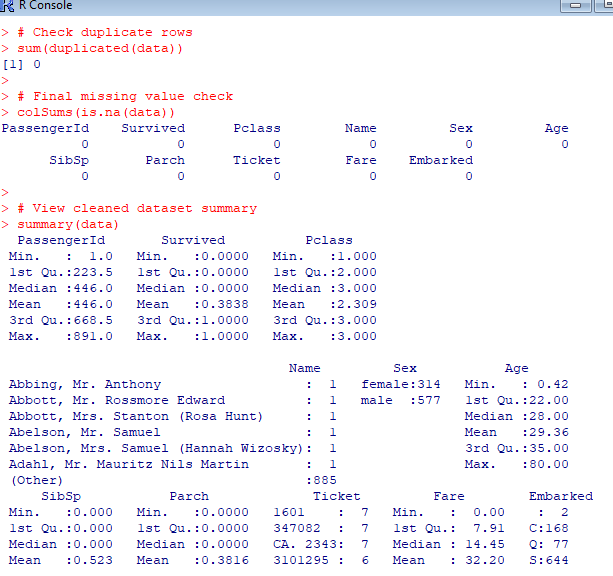 R Console
> # Check duplicate rows
> sum(duplicated(data))
[1] 0
>
> # Final missing value check
> colSums(is.na(data))
PassengerId    Survived      Pclass        Name         Sex         Age
          0           0           0           0           0           0
      SibSp       Parch      Ticket        Fare    Embarked
          0           0           0           0           0
>
> # View cleaned dataset summary
> summary(data)
  PassengerId       Survived          Pclass
 Min.   :  1.0   Min.   :0.0000   Min.   :1.000
 1st Qu.:223.5   1st Qu.:0.0000   1st Qu.:2.000
 Median :446.0   Median :0.0000   Median :3.000
 Mean   :446.0   Mean   :0.3838   Mean   :2.309
 3rd Qu.:668.5   3rd Qu.:1.0000   3rd Qu.:3.000
 Max.   :891.0   Max.   :1.0000   Max.   :3.000
                                    Name         Sex           Age
 Abbing, Mr. Anthony                  :  1   female:314   Min.   : 0.42
 Abbott, Mr. Rossmore Edward          :  1   male  :577   1st Qu.:22.00
 Abbott, Mrs. Stanton (Rosa Hunt)     :  1                Median :28.00
 Abelson, Mr. Samuel                  :  1                Mean   :29.36
 Abelson, Mrs. Samuel (Hannah Wizosky):  1                3rd Qu.:35.00
 Adahl, Mr. Mauritz Nils Martin       :  1                Max.   :80.00
 (Other)                              :885
     SibSp           Parch             Ticket         Fare        Embarked
 Min.   :0.000   Min.   :0.0000   1601    :  7   Min.   :  0.00    :  2
 1st Qu.:0.000   1st Qu.:0.0000   347082  :  7   1st Qu.:  7.91   C:168
 Median :0.000   Median :0.0000   CA. 2343:  7   Median : 14.45   Q: 77
 Mean   :0.523   Mean   :0.3816   3101295 :  6   Mean   : 32.20   S:644